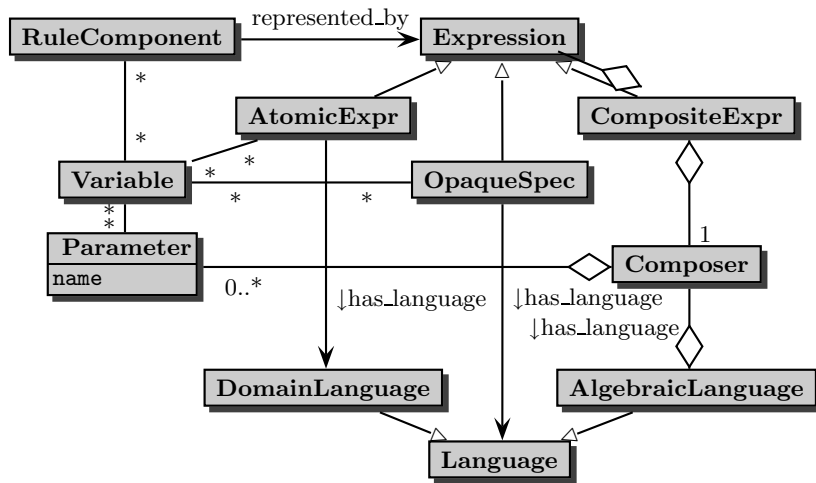 represented_by
RuleComponent
Expression
*
AtomicExpr
CompositeExpr
*
*
Variable
*
OpaqueSpec
*
*
*
*
Parameter
1
name
Composer
0..*
↓has_language
↓has_language
↓has_language
DomainLanguage
AlgebraicLanguage
Language